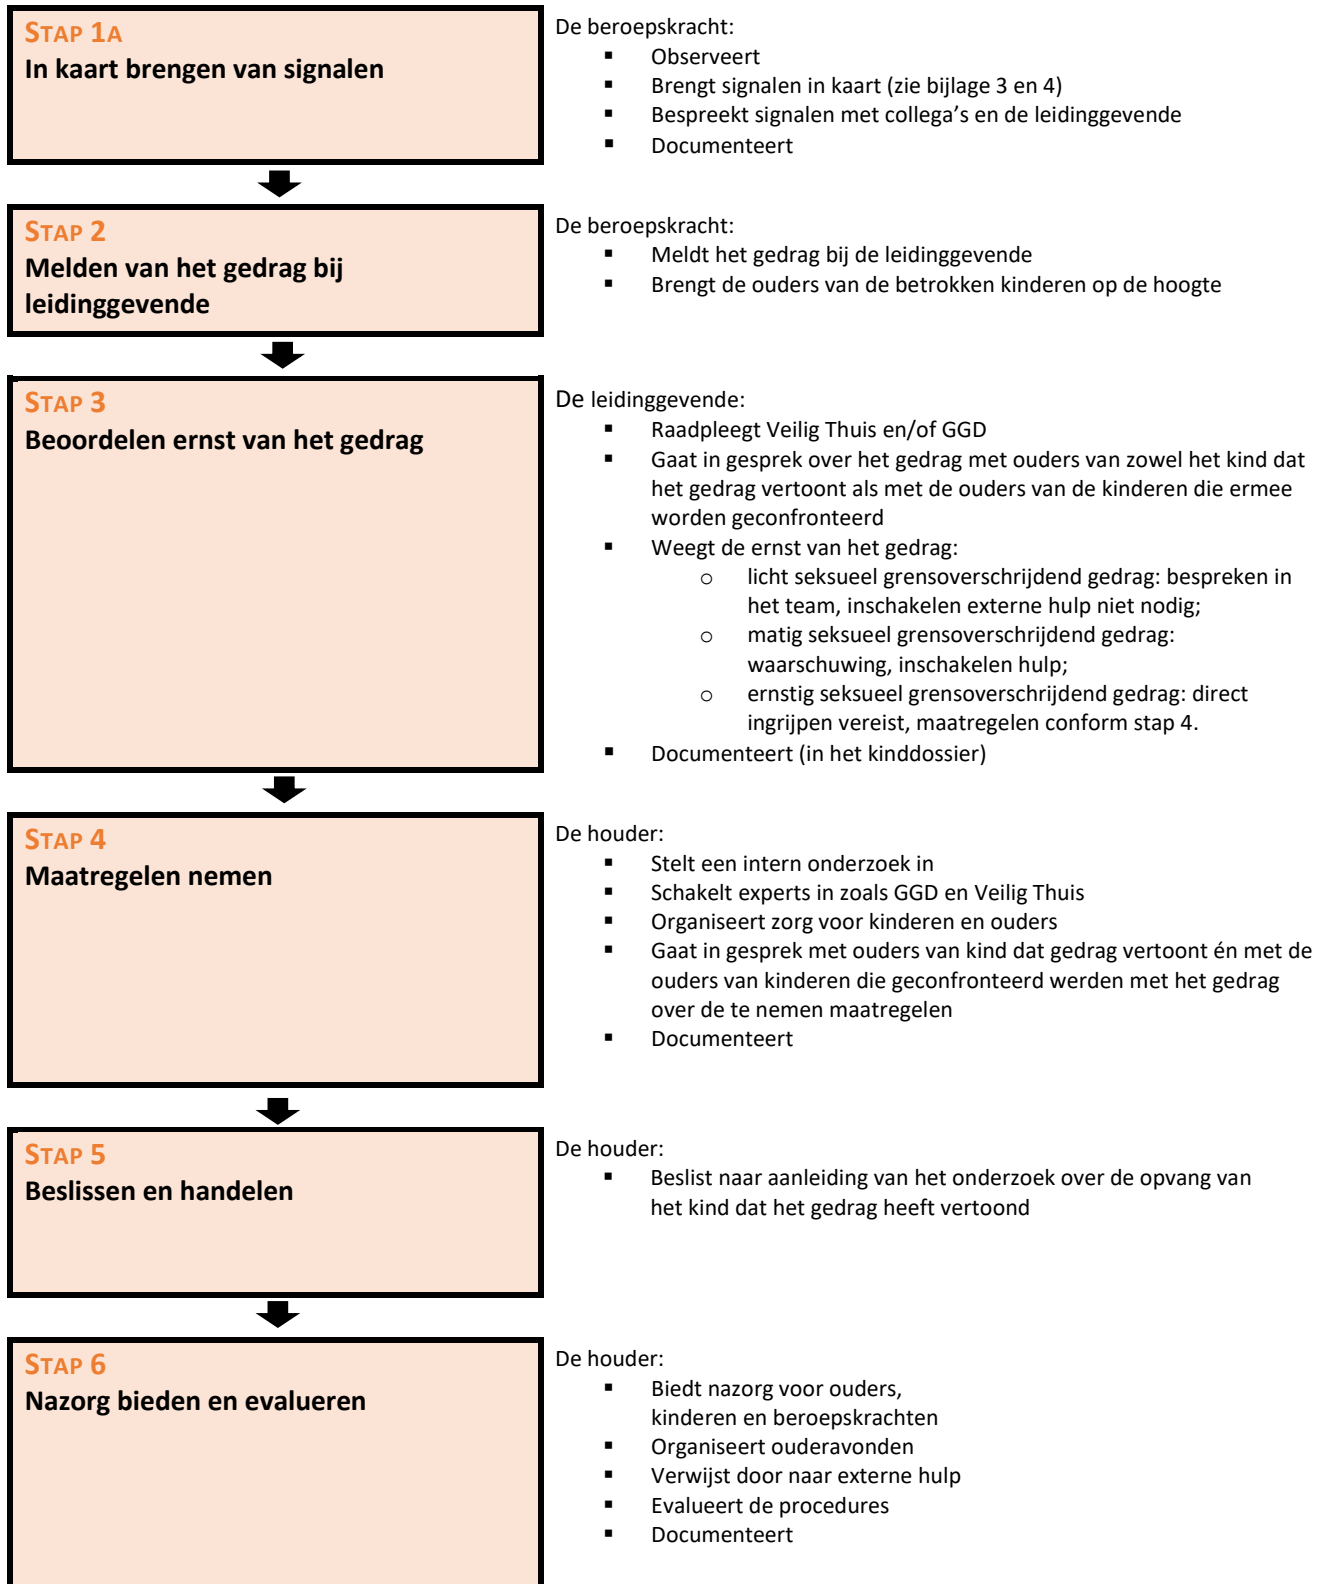 STAP 1A
In kaart brengen van signalen
De beroepskracht:
▪ Observeert
▪ Brengt signalen in kaart (zie bijlage 3 en 4)
▪ Bespreekt signalen met collega’s en de leidinggevende
▪ Documenteert
STAP 2
Melden van het gedrag bij
leidinggevende
De beroepskracht:
▪ Meldt het gedrag bij de leidinggevende
▪ Brengt de ouders van de betrokken kinderen op de hoogte
STAP 3
Beoordelen ernst van het gedrag
De leidinggevende:
▪ Raadpleegt Veilig Thuis en/of GGD
▪ Gaat in gesprek over het gedrag met ouders van zowel het kind dat
het gedrag vertoont als met de ouders van de kinderen die ermee
worden geconfronteerd
▪ Weegt de ernst van het gedrag:
o licht seksueel grensoverschrijdend gedrag: bespreken in
het team, inschakelen externe hulp niet nodig;
o matig seksueel grensoverschrijdend gedrag:
waarschuwing, inschakelen hulp;
o ernstig seksueel grensoverschrijdend gedrag: direct
ingrijpen vereist, maatregelen conform stap 4.
▪ Documenteert (in het kinddossier)
STAP 4
Maatregelen nemen
De houder:
▪ Stelt een intern onderzoek in
▪ Schakelt experts in zoals GGD en Veilig Thuis
▪ Organiseert zorg voor kinderen en ouders
▪ Gaat in gesprek met ouders van kind dat gedrag vertoont én met de
ouders van kinderen die geconfronteerd werden met het gedrag
over de te nemen maatregelen
▪ Documenteert
STAP 5
Beslissen en handelen
De houder:
▪ Beslist naar aanleiding van het onderzoek over de opvang van
het kind dat het gedrag heeft vertoond
STAP 6
Nazorg bieden en evalueren
De houder:
▪ Biedt nazorg voor ouders,
kinderen en beroepskrachten
▪ Organiseert ouderavonden
▪ Verwijst door naar externe hulp
▪ Evalueert de procedures
▪ Documenteert